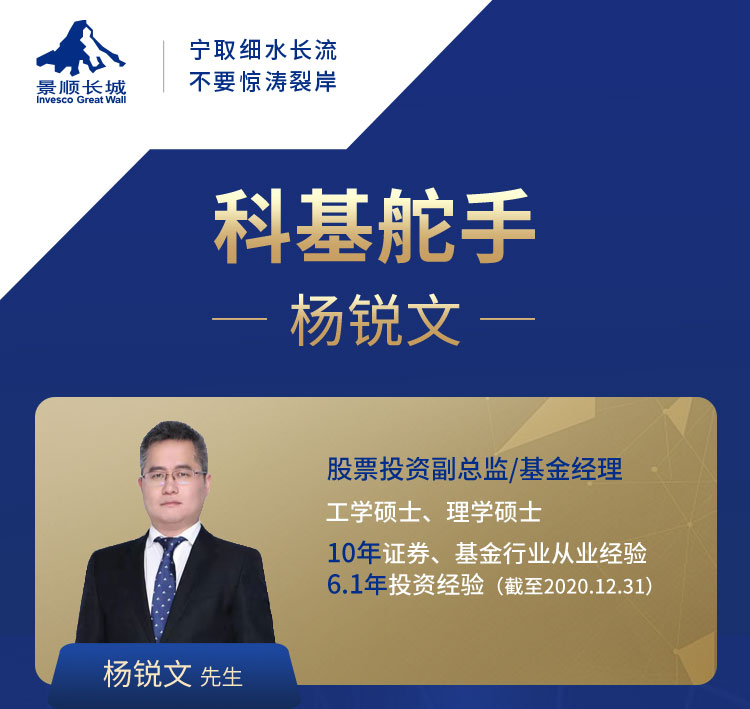 景顺长城
Invesco Great Wall
宁取细水长流
不要惊涛裂岸
科基舵手
杨锐文
股票投资副总监/基金经理
工学硕士、理学硕士
10年证券、基金行业从业经验
6.1年投资经验（截至2020.12.31）
杨锐文 先生